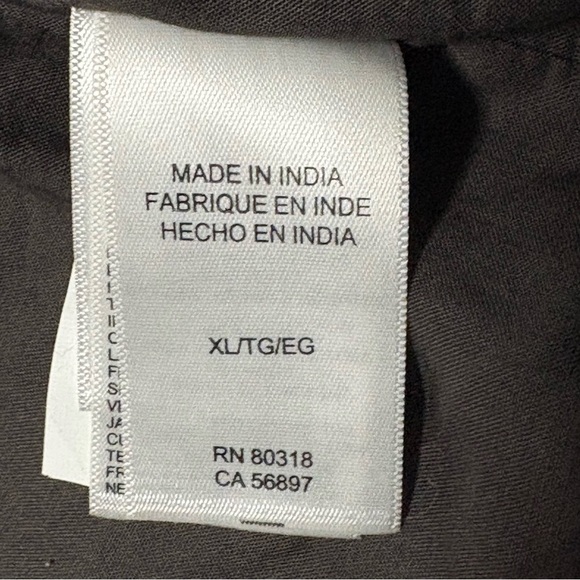 MADE IN INDIA
FABRIQUE EN INDE
HECHO EN INDIA
XL/TG/EG
RN 80318
CA 56897